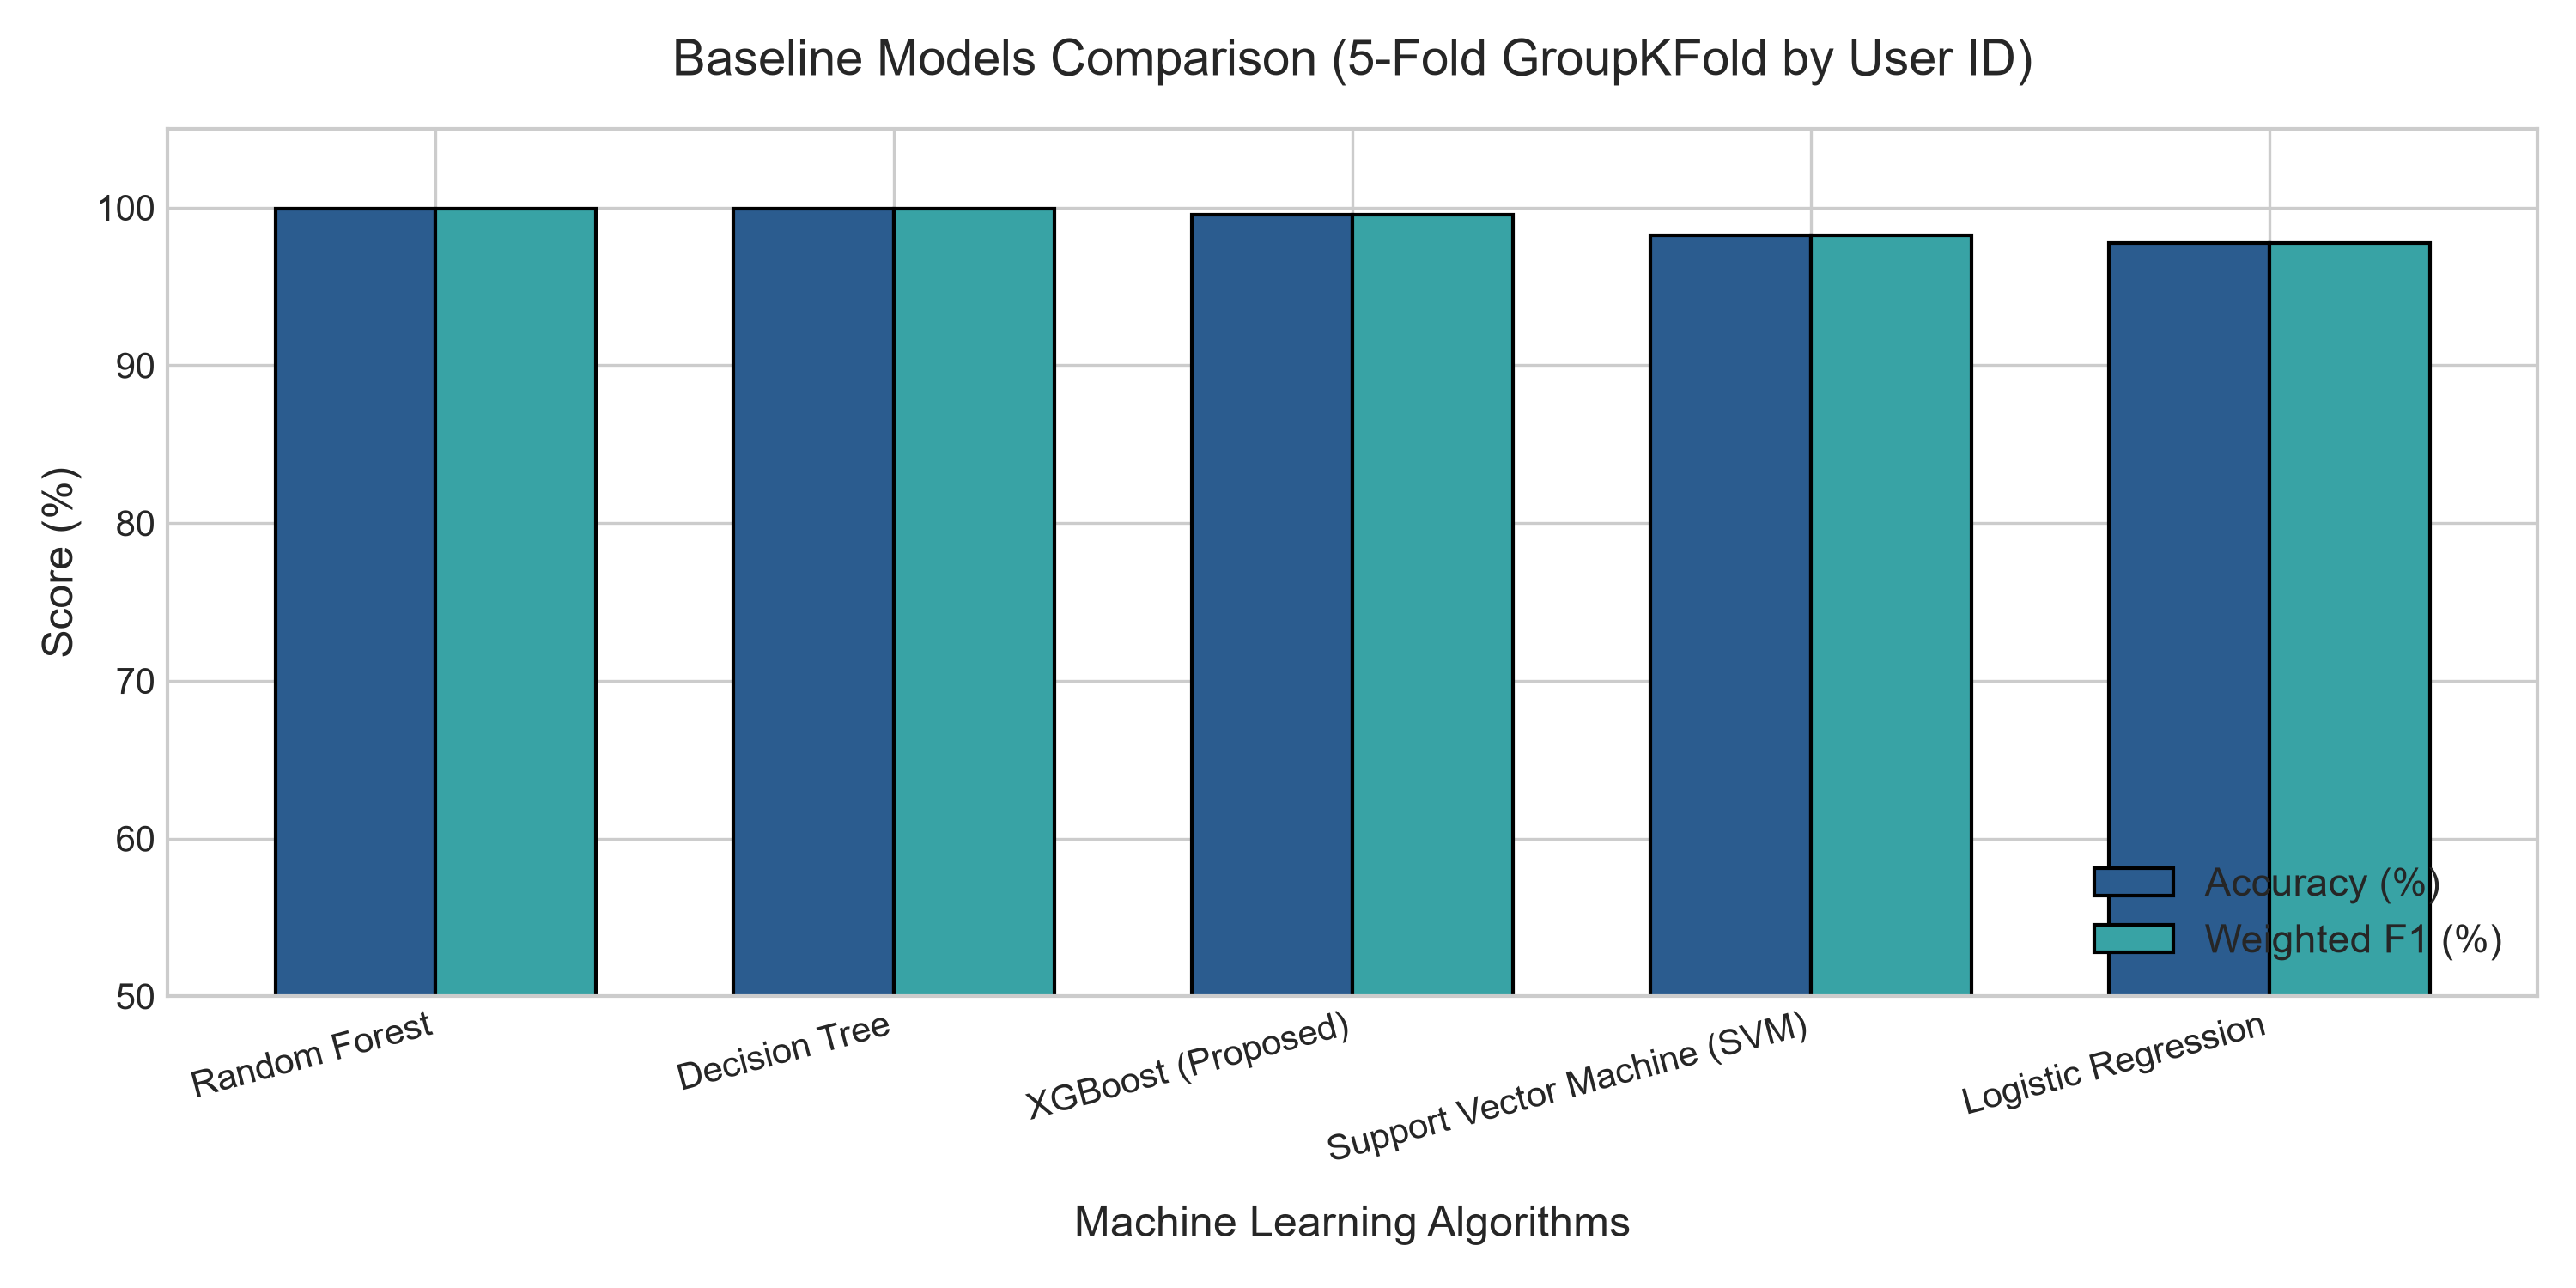 Baseline Models Comparison (5-Fold GroupKFold by User ID)
Score (%)
100
90
80
70
60
50
Accuracy (%)
Weighted F1 (%)
Random Forest
Decision Tree
XGBoost (Proposed)
Support Vector Machine (SVM)
Logistic Regression
Machine Learning Algorithms